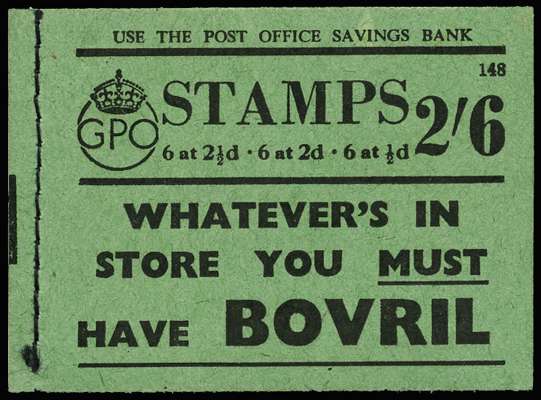 USE THE POST OFFICE SAVINGS BANK
148
GPO
STAMPS 2/6
6 at 2½d · 6 at 2d · 6 at ½d
WHATEVER'S IN
STORE YOU MUST
HAVE BOVRIL